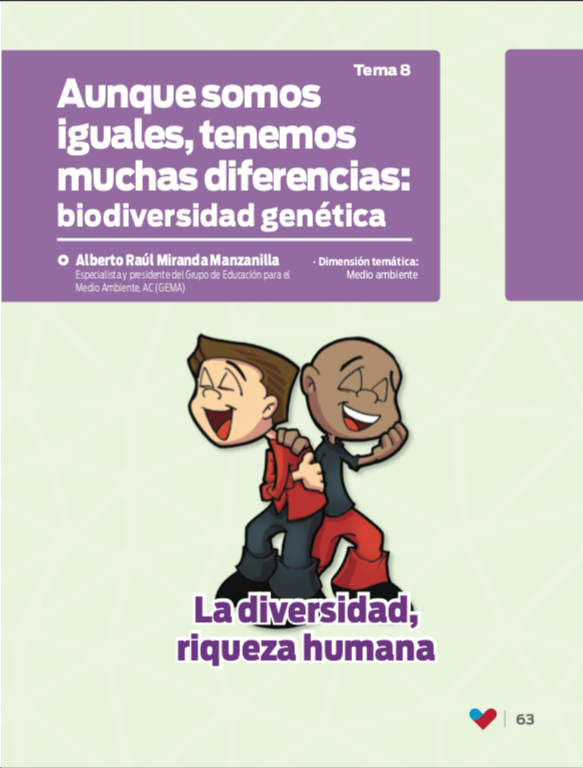 Tema 8
Aunque somos
iguales, tenemos
muchas diferencias:
biodiversidad genética
Alberto Raúl Miranda Manzanilla
Especialista y presidente del Grupo de Educación para el
Medio Ambiente, AC (GEMA)
· Dimensión temática:
Medio ambiente
La diversidad,
riqueza humana
63